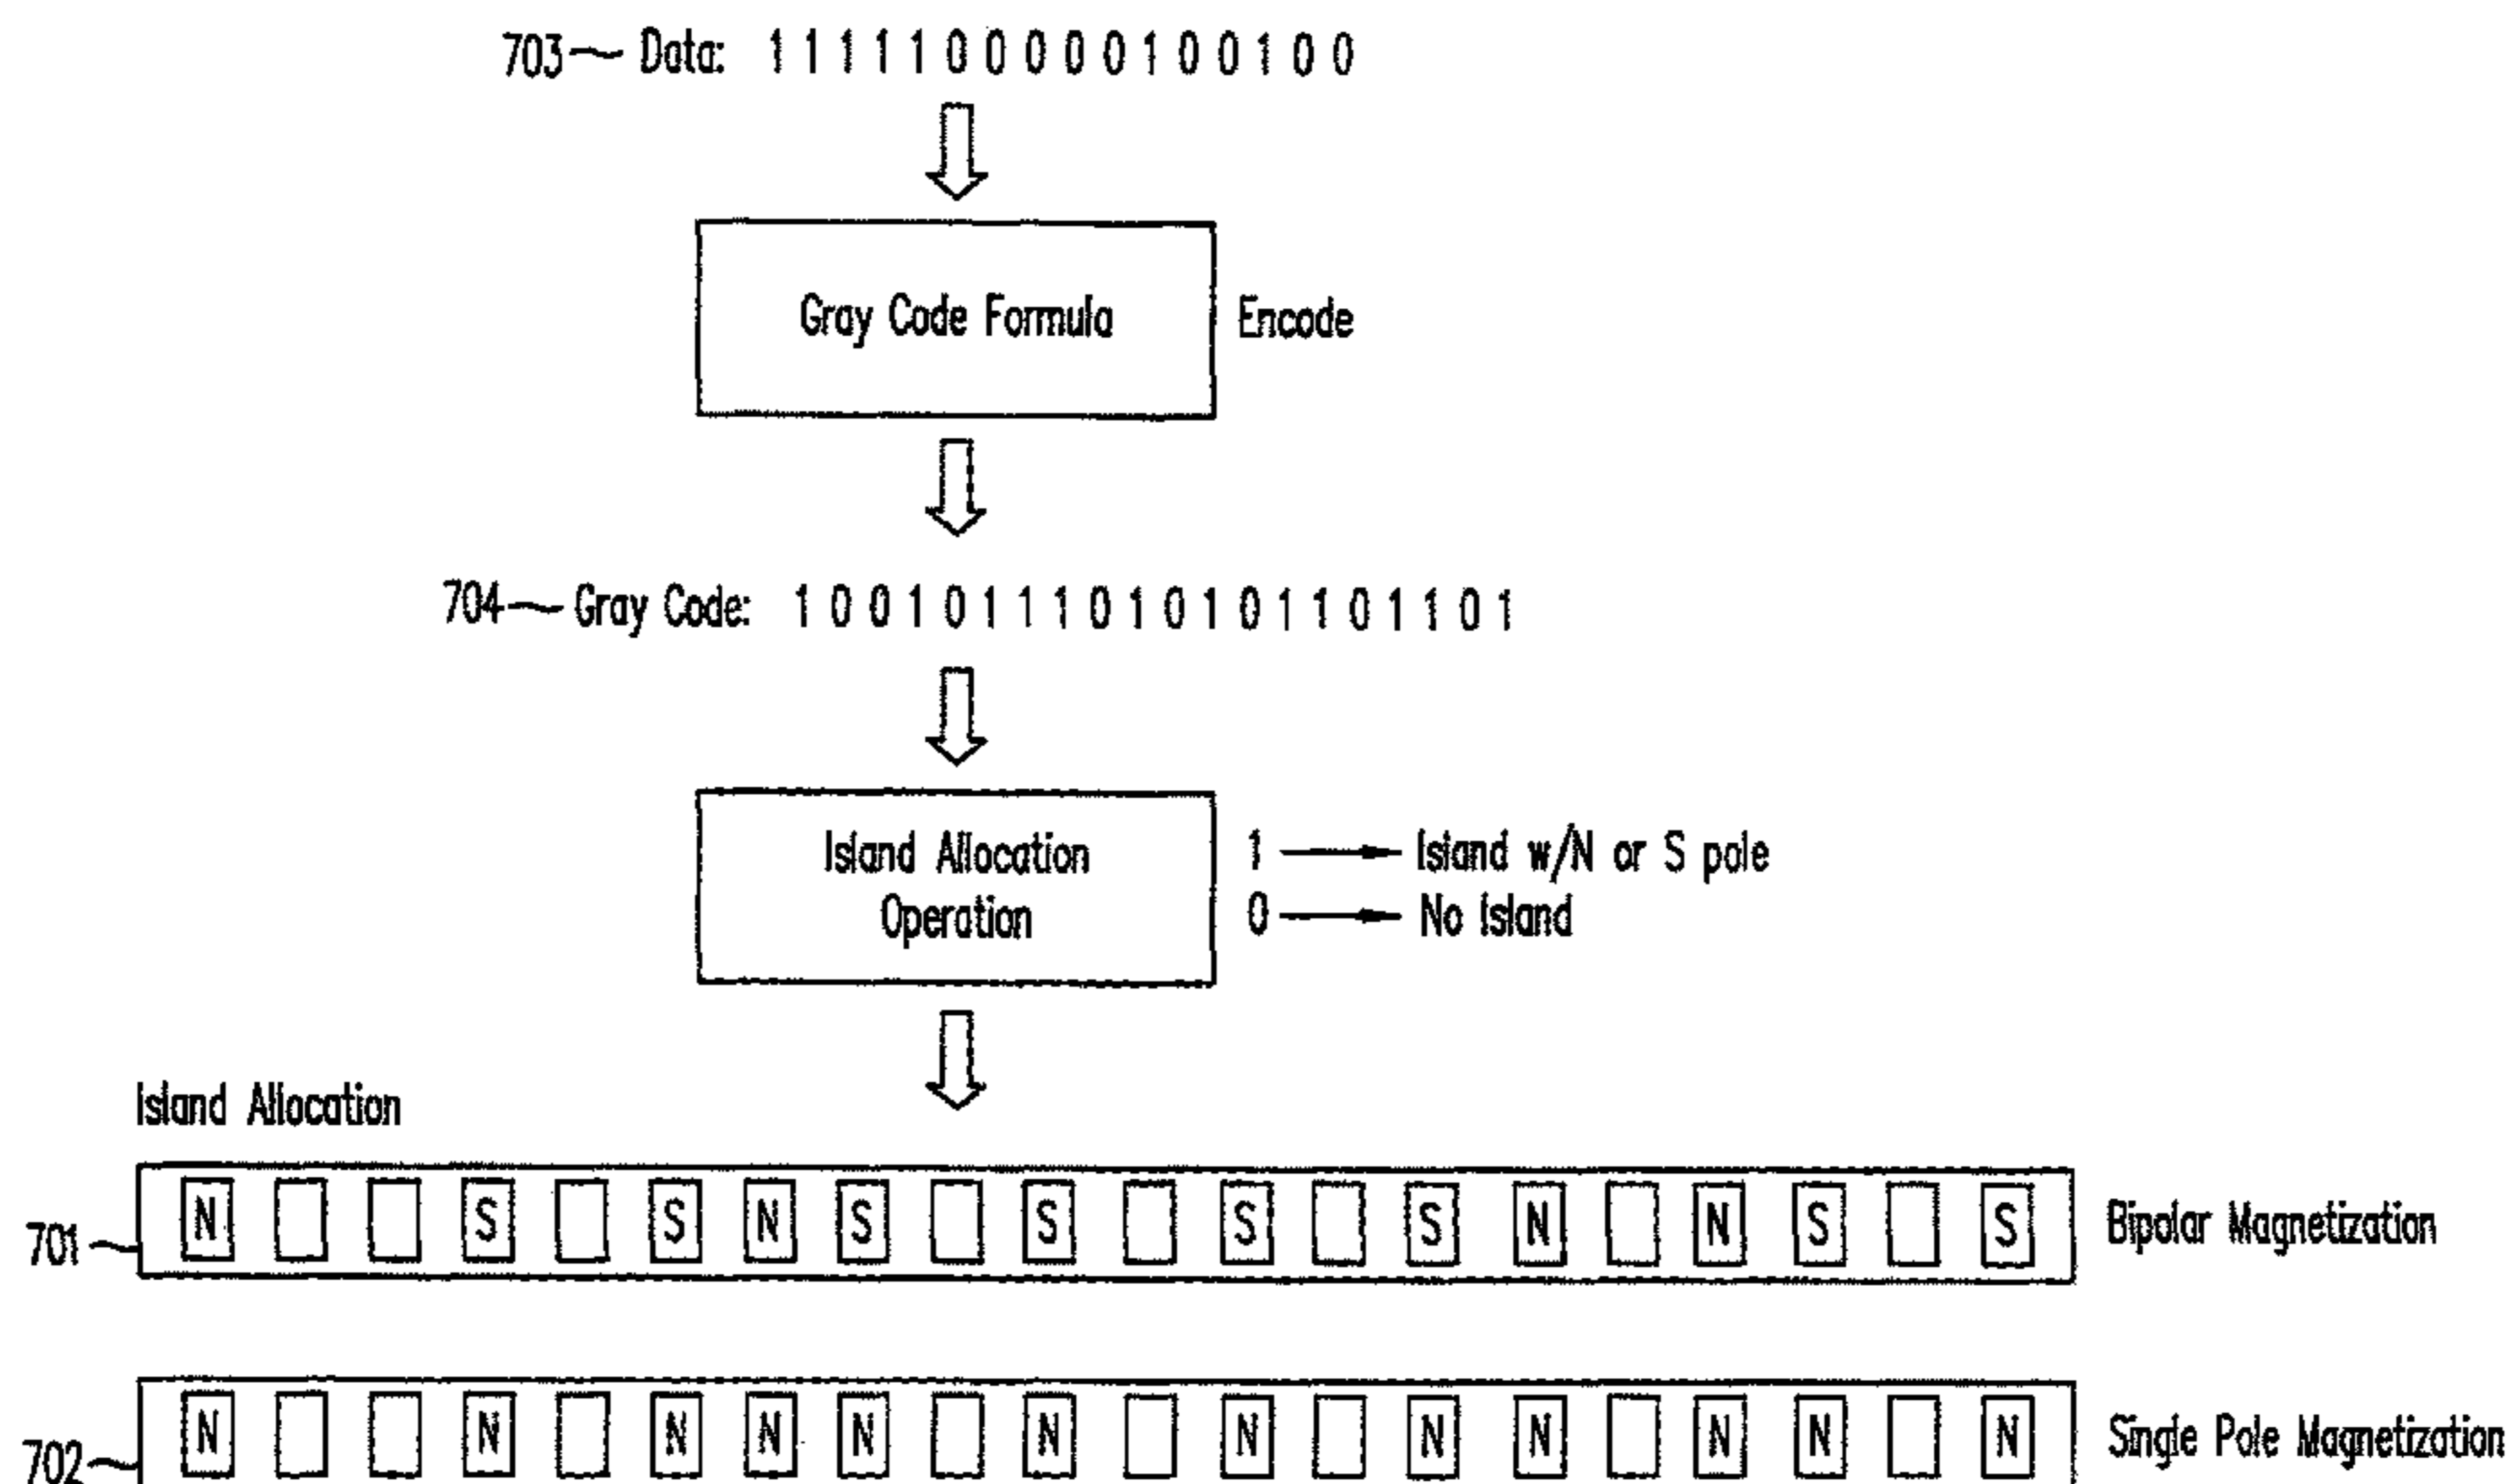 703 Data: 1 1 1 1 1 0 0 0 0 0 1 0 0 1 0 0
Gray Code Formula Encode
704 Gray Code: 1 0 0 1 0 1 1 1 0 1 0 1 0 1 1 0 1 1 0 1
Island Allocation 1 → Island w/N or S pole
Operation 0 → No Island
Island Allocation
701 N S S N S S S S N N S S Bipolar Magnetization
702 N N N N N N N N N N N N Single Pole Magnetization